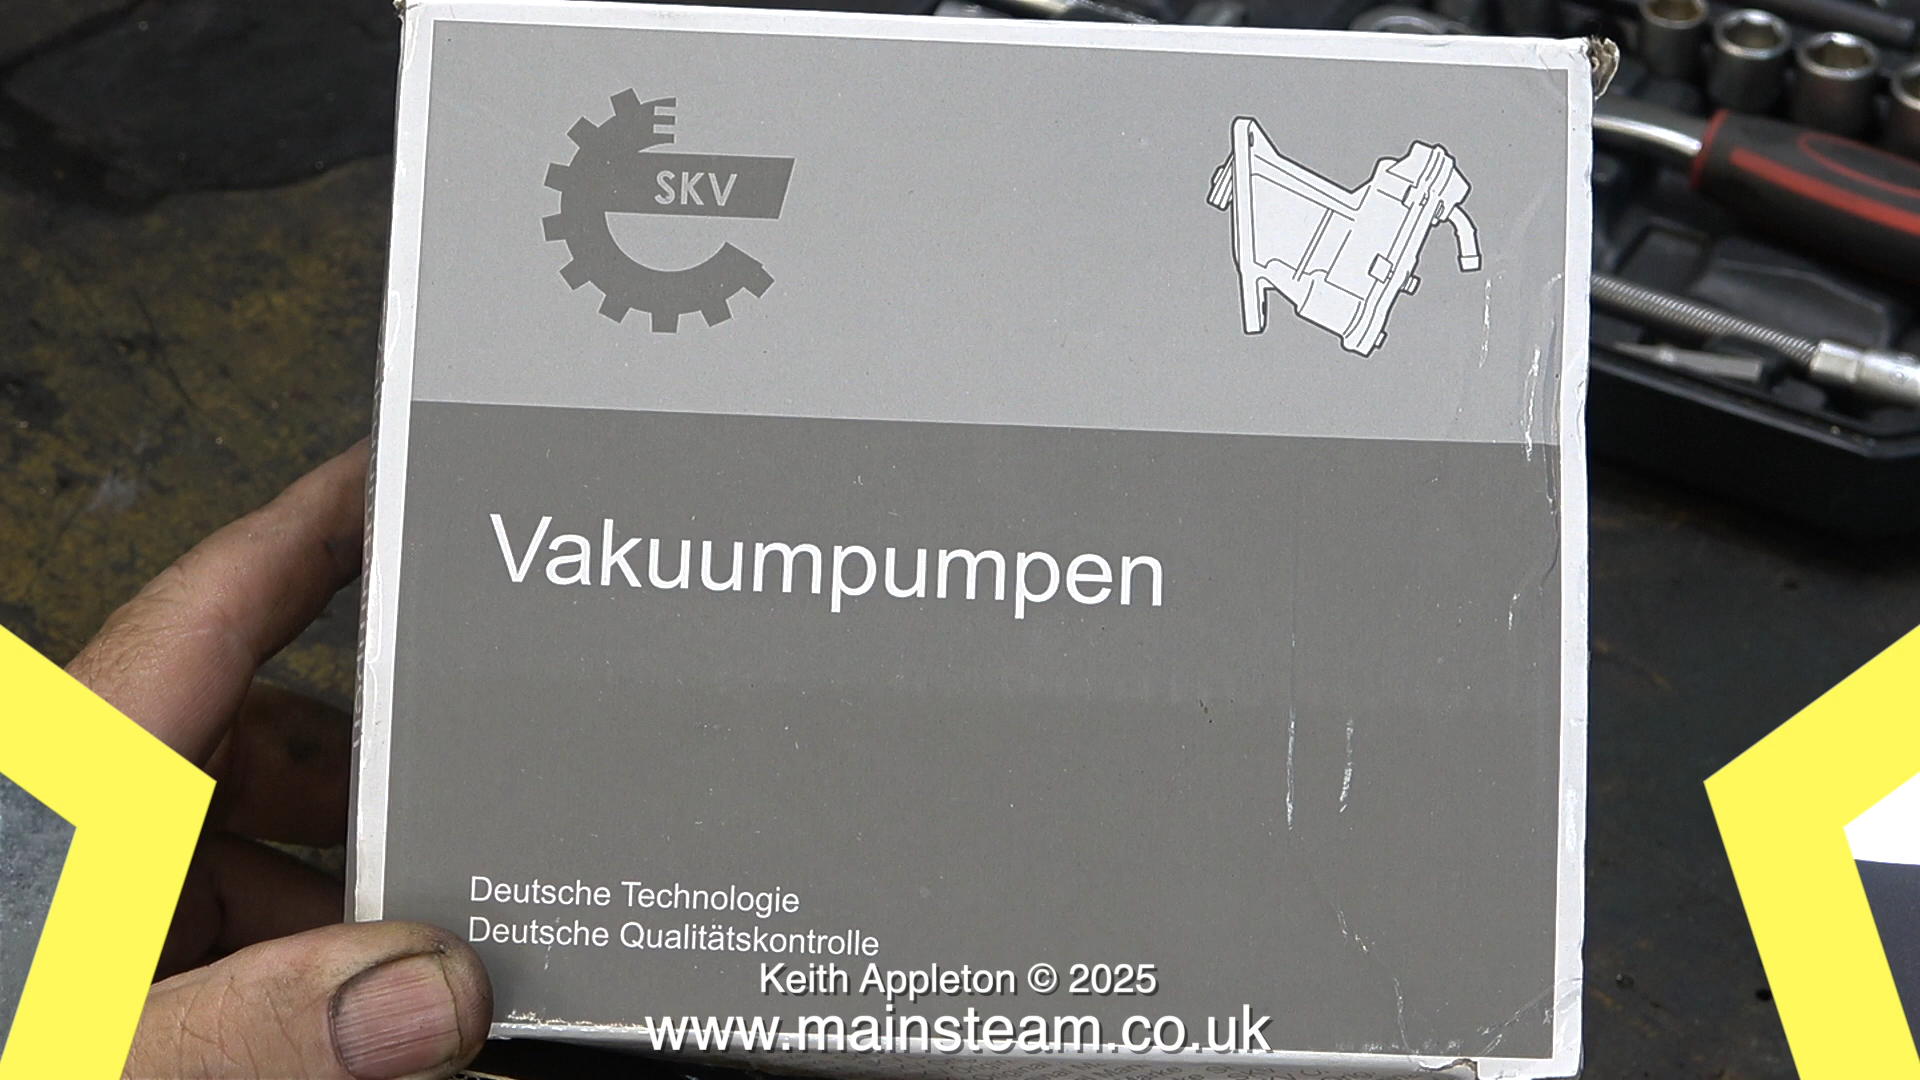 SKV
Vakuumpumpen
Deutsche Technologie
Deutsche Qualitätskontrolle
Keith Appleton © 2025
www.mainsteam.co.uk